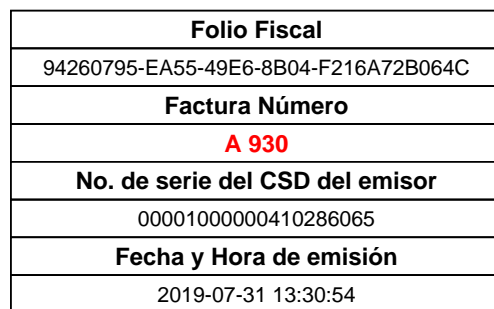 Folio Fiscal
94260795-EA55-49E6-8B04-F216A72B064C
Factura Número
A 930
No. de serie del CSD del emisor
00001000000410286065
Fecha y Hora de emisión
2019-07-31 13:30:54